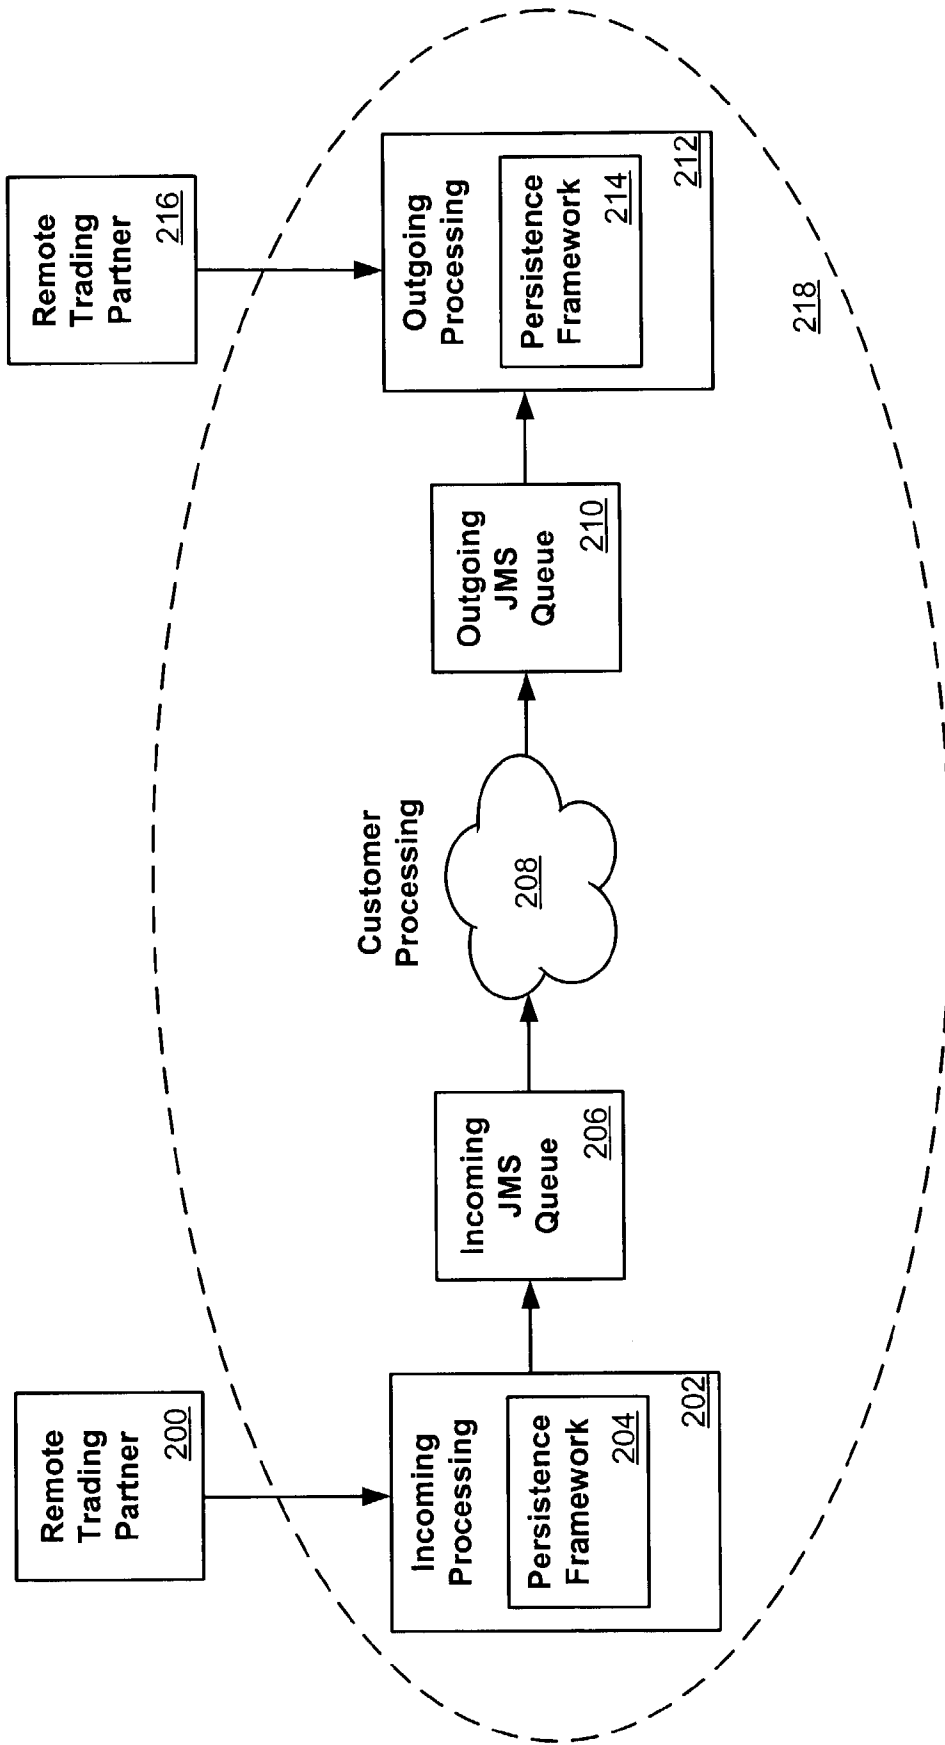 Remote
Trading
Partner
200
Remote
Trading
Partner
216
Incoming
Processing
Persistence
Framework
204
202
Incoming
JMS
Queue
206
Customer
Processing
208
Outgoing
JMS
Queue
210
Outgoing
Processing
Persistence
Framework
214
212
218